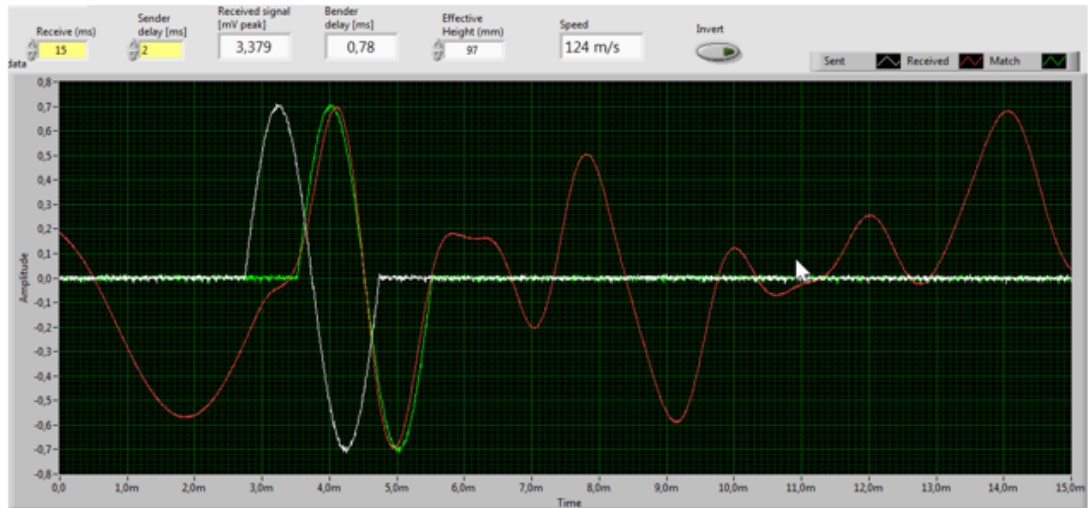 Receive (ms)
15
Sender
delay [ms]
2
Received signal
[mV peak]
3,379
Bender
delay [ms]
0,78
Effective
Height (mm)
97
Speed
124 m/s
Invert
data
Sent
Received
Match
Amplitude
0,8
0,7
0,6
0,5
0,4
0,3
0,2
0,1
0,0
-0,1
-0,2
-0,3
-0,4
-0,5
-0,6
-0,7
-0,8
0,0 1,0m 2,0m 3,0m 4,0m 5,0m 6,0m 7,0m 8,0m 9,0m 10,0m 11,0m 12,0m 13,0m 14,0m 15,0m
Time